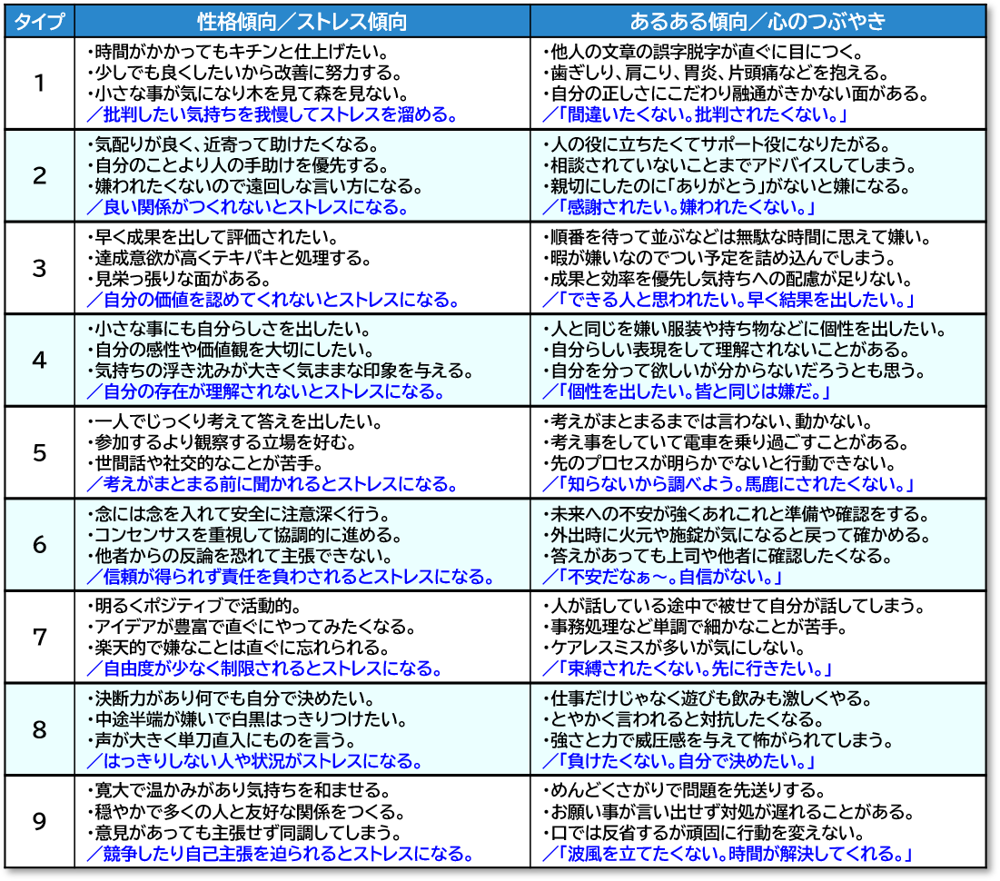 タイプ 性格傾向／ストレス傾向 あるある傾向／心のつぶやき
1
・時間がかかってもキチンと仕上げたい。
・少しでも良くしたいから改善に努力する。
・小さな事が気になり木を見て森を見ない。
／批判したい気持ちを我慢してストレスを溜める。
・他人の文章の誤字脱字が直ぐに目につく。
・歯ぎしり、肩こり、胃炎、片頭痛などを抱える。
・自分の正しさにこだわり融通がきかない面がある。
／「間違いたくない。批判されたくない。」
2
・気配りが良く、近寄って助けたくなる。
・自分のことより人の手助けを優先する。
・嫌われたくないので遠回しな言い方になる。
／良い関係がつくれないとストレスになる。
・人の役に立ちたくてサポート役になりたがる。
・相談されていないことまでアドバイスしてしまう。
・親切にしたのに「ありがとう」がないと嫌になる。
／「感謝されたい。嫌われたくない。」
3
・早く成果を出して評価されたい。
・達成意欲が高くテキパキと処理する。
・見栄っ張りな面がある。
／自分の価値を認めてくれないとストレスになる。
・順番を待って並ぶなどは無駄な時間に思えて嫌い。
・暇が嫌いなのでつい予定を詰め込んでしまう。
・成果と効率を優先し気持ちへの配慮が足りない。
／「できる人と思われたい。早く結果を出したい。」
4
・小さな事にも自分らしさを出したい。
・自分の感性や価値観を大切にしたい。
・気持ちの浮き沈みが大きく気ままな印象を与える。
／自分の存在が理解されないとストレスになる。
・人と同じを嫌い服装や持ち物などに個性を出したい。
・自分らしい表現をして理解されないことがある。
・自分を分って欲しいが分からないだろうとも思う。
／「個性を出したい。皆と同じは嫌だ。」
5
・一人でじっくり考えて答えを出したい。
・参加するより観察する立場を好む。
・世間話や社交的なことが苦手。
／考えがまとまる前に聞かれるとストレスになる。
・考えがまとまるまでは言わない、動かない。
・考え事をしていて電車を乗り過ごすことがある。
・先のプロセスが明らかでないと行動できない。
／「知らないから調べよう。馬鹿にされたくない。」
6
・念には念を入れて安全に注意深く行う。
・コンセンサスを重視して協調的に進める。
・他者からの反論を恐れて主張できない。
／信頼が得られず責任を負わされるとストレスになる。
・未来への不安が強くあれこれと準備や確認をする。
・外出時に火元や施錠が気になると戻って確かめる。
・答えがあっても上司や他者に確認したくなる。
／「不安だなぁ～。自信がない。」
7
・明るくポジティブで活動的。
・アイデアが豊富で直ぐにやってみたくなる。
・楽天的で嫌なことは直ぐに忘れられる。
／自由度が少なく制限されるとストレスになる。
・人が話している途中で被せて自分が話してしまう。
・事務処理など単調で細かなことが苦手。
・ケアレスミスが多いが気にしない。
／「束縛されたくない。先に行きたい。」
8
・決断力があり何でも自分で決めたい。
・中途半端が嫌いで白黒はっきりつけたい。
・声が大きく単刀直入にものを言う。
／はっきりしない人や状況がストレスになる。
・仕事だけじゃなく遊びも飲みも激しくやる。
・とやかく言われると対抗したくなる。
・強さと力で威圧感を与えて怖がられてしまう。
／「負けたくない。自分で決めたい。」
9
・寛大で温かみがあり気持ちを和ませる。
・穏やかで多くの人と友好な関係をつくる。
・意見があっても主張せず同調してしまう。
／競争したり自己主張を迫られるとストレスになる。
・めんどくさがりで問題を先送りする。
・お願い事が言い出せず対処が遅れることがある。
・口では反省するが頑固に行動を変えない。
／「波風を立てたくない。時間が解決してくれる。」